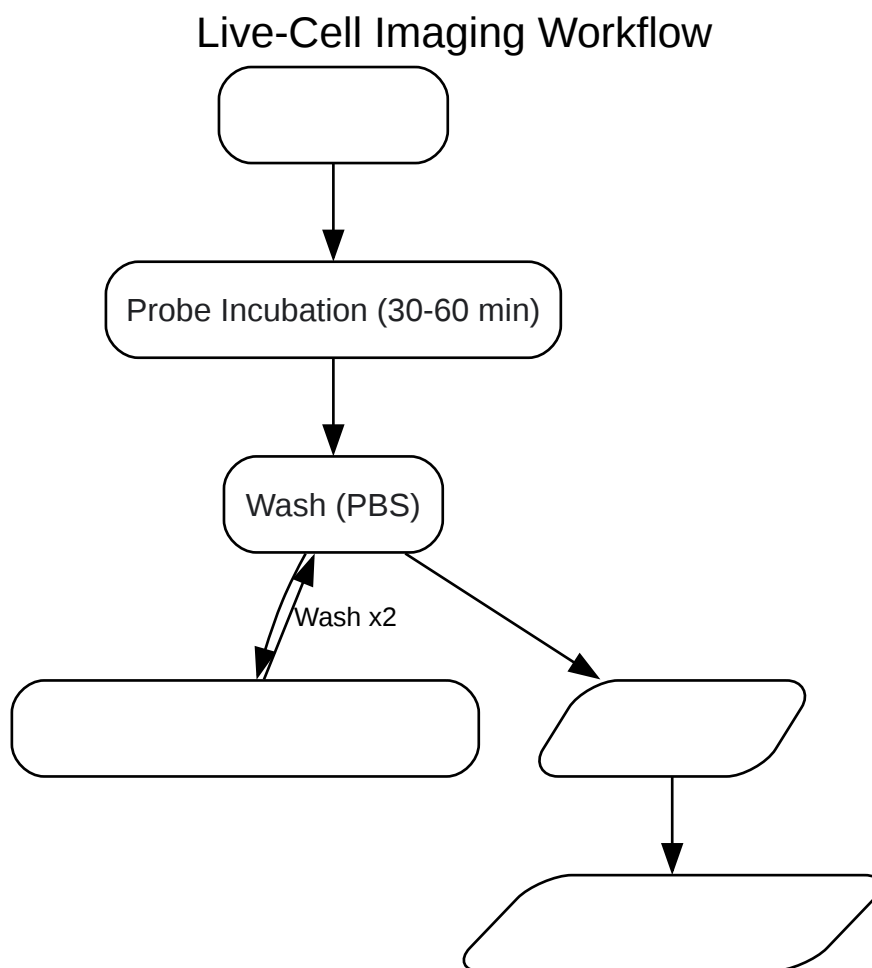 Live-Cell Imaging Workflow
Probe Incubation (30-60 min)
Wash (PBS)
Wash x2